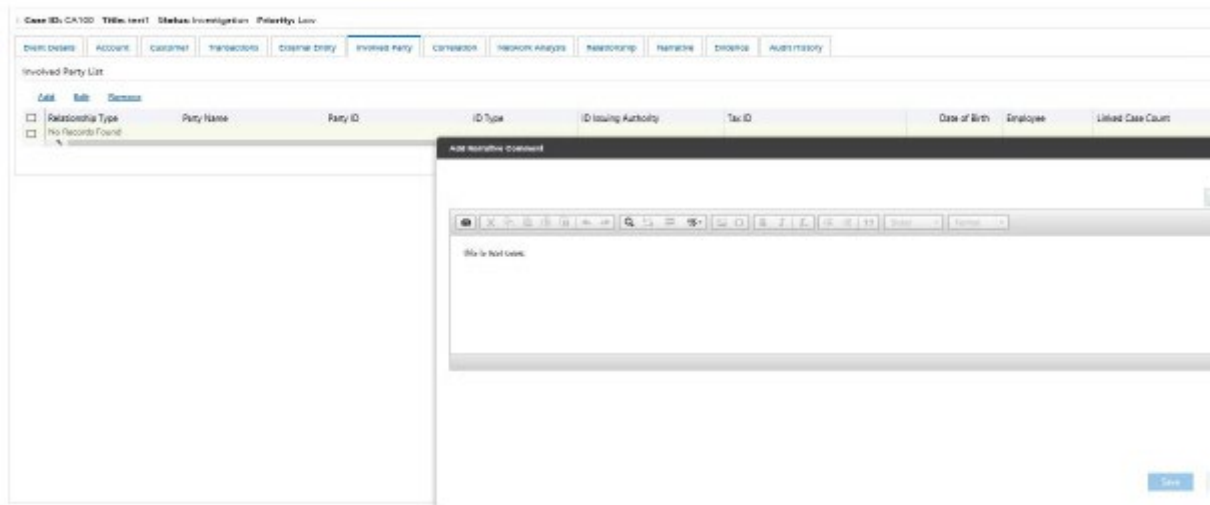 Case ID: CA100 Title: test1 Status: Investigation Priority: Low
Event Details Account Customer Transactions External Entity Involved Party Correlation Network Analysis Relationship Narrative Evidence Audit History
Involved Party List
Add Edit Remove
Relationship Type Party Name Party ID ID Type ID Issuing Authority Tax ID Date of Birth Employee Linked Case Count
No Records Found
Add Narrative Comment
Styles Normal
this is test
Save